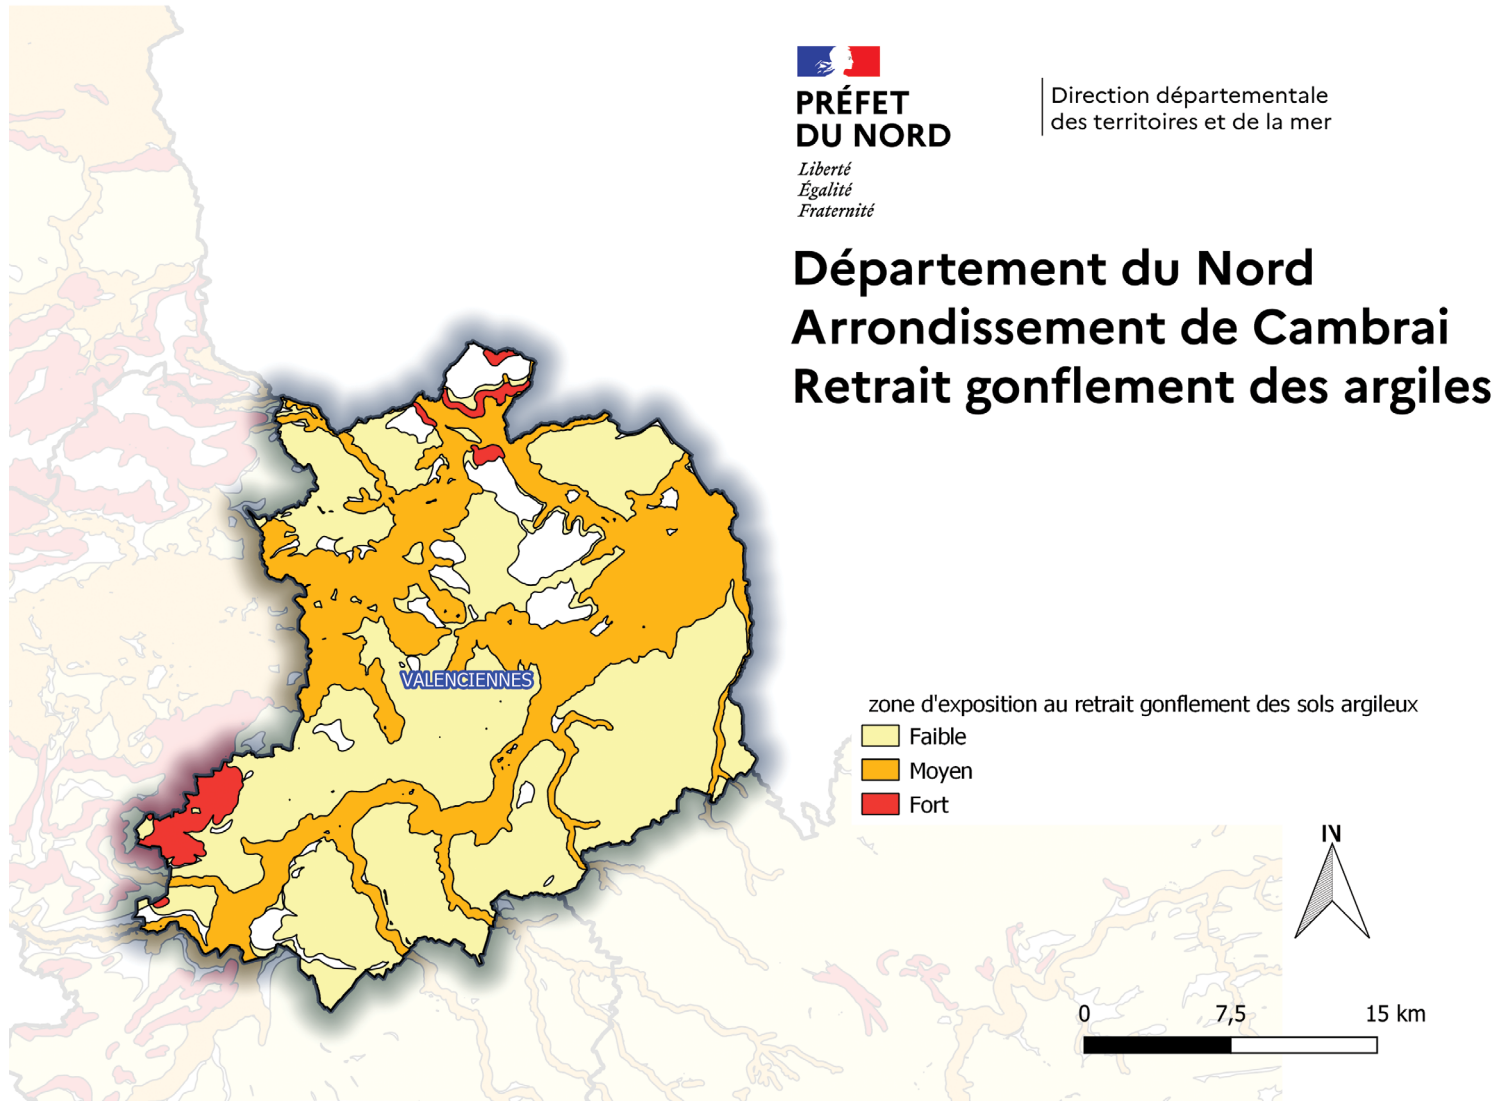 PRÉFET
DU NORD
Liberté
Égalité
Fraternité
Direction départementale
des territoires et de la mer
Département du Nord
Arrondissement de Cambrai
Retrait gonflement des argiles
VALENCIENNES
zone d'exposition au retrait gonflement des sols argileux
Faible
Moyen
Fort
N
0 7,5 15 km